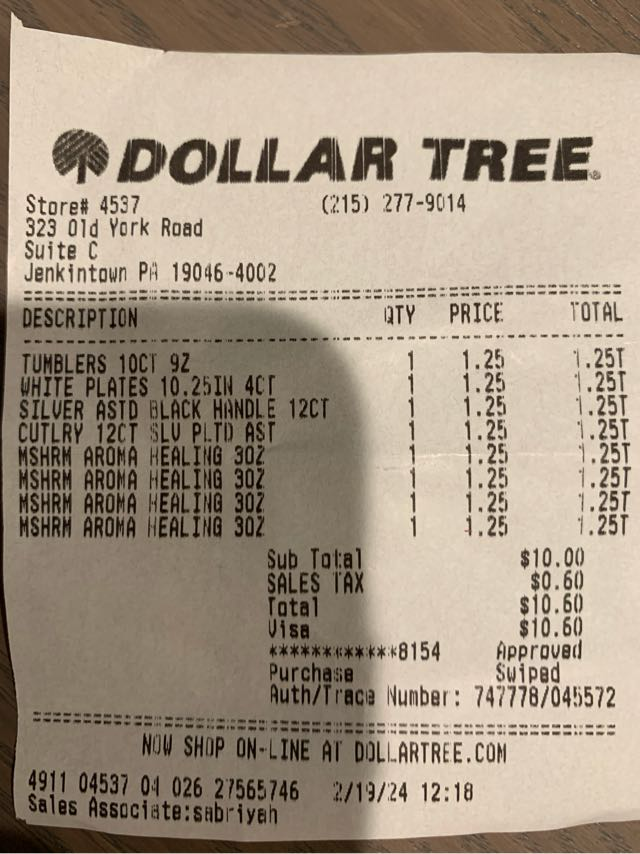 DOLLAR TREE
Store# 4537 (215) 277-9014
323 Old York Road
Suite C
Jenkintown PA 19046-4002
DESCRIPTION QTY PRICE TOTAL
TUMBLERS 10CT 9Z 1 1.25 1.25T
WHITE PLATES 10.25IN 4CT 1 1.25 1.25T
SILVER ASTD BLACK HANDLE 12CT 1 1.25 1.25T
CUTLRY 12CT SLV PLTD AST 1 1.25 1.25T
MSHRM AROMA HEALING 3OZ 1 1.25 1.25T
MSHRM AROMA HEALING 3OZ 1 1.25 1.25T
MSHRM AROMA HEALING 3OZ 1 1.25 1.25T
MSHRM AROMA HEALING 3OZ 1 1.25 1.25T
Sub Total $10.00
SALES TAX $0.60
Total $10.60
Visa $10.60
************8154 Approved
Purchase Swiped
Auth/Trace Number: 747778/045572
NOW SHOP ON-LINE AT DOLLARTREE.COM
4911 04537 04 026 27565746 2/19/24 12:18
Sales Associate:sabriyah